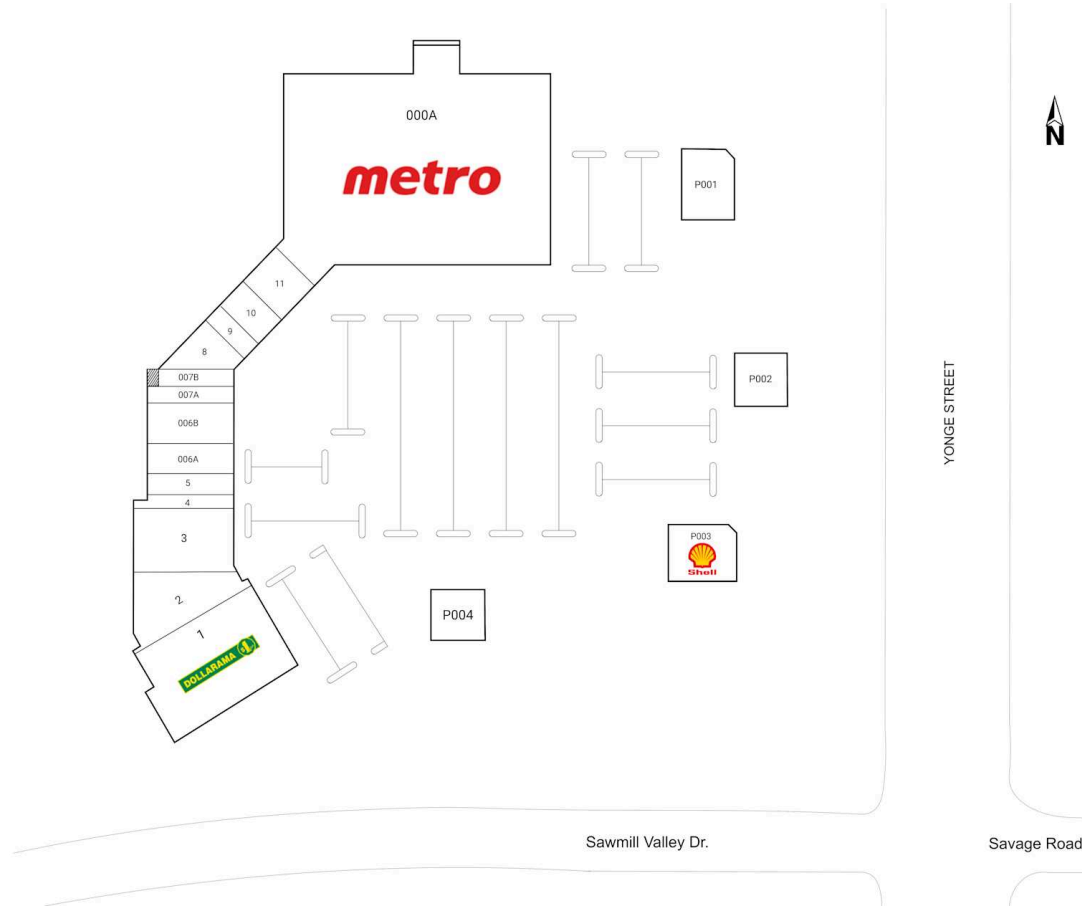 000A
metro
N
P001
11
10
9
8
007B
007A
006B
006A
5
4
3
2
1
DOLLARAMA
P002
YONGE STREET
P003
Shell
P004
Sawmill Valley Dr.
Savage Road